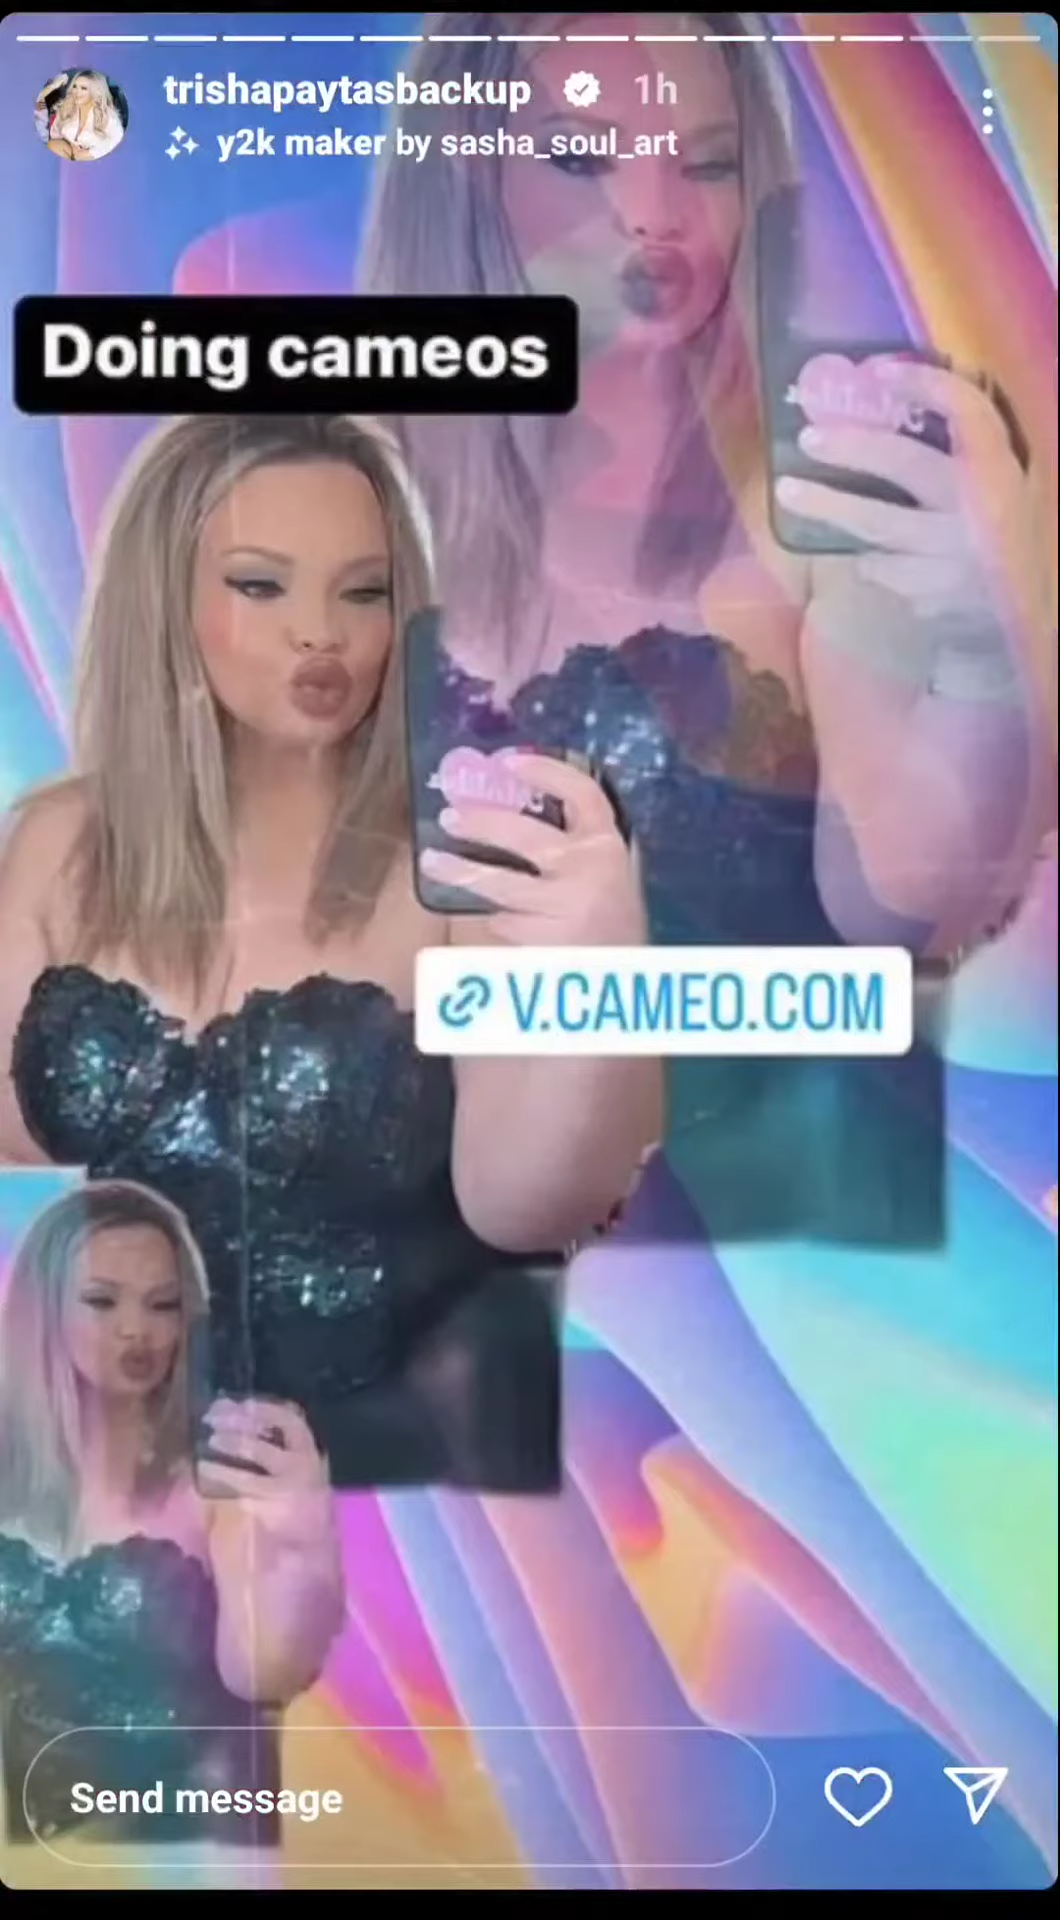 trishapaytasbackup 1h
y2k maker by sasha_soul_art
Doing cameos
V.CAMEO.COM
Send message